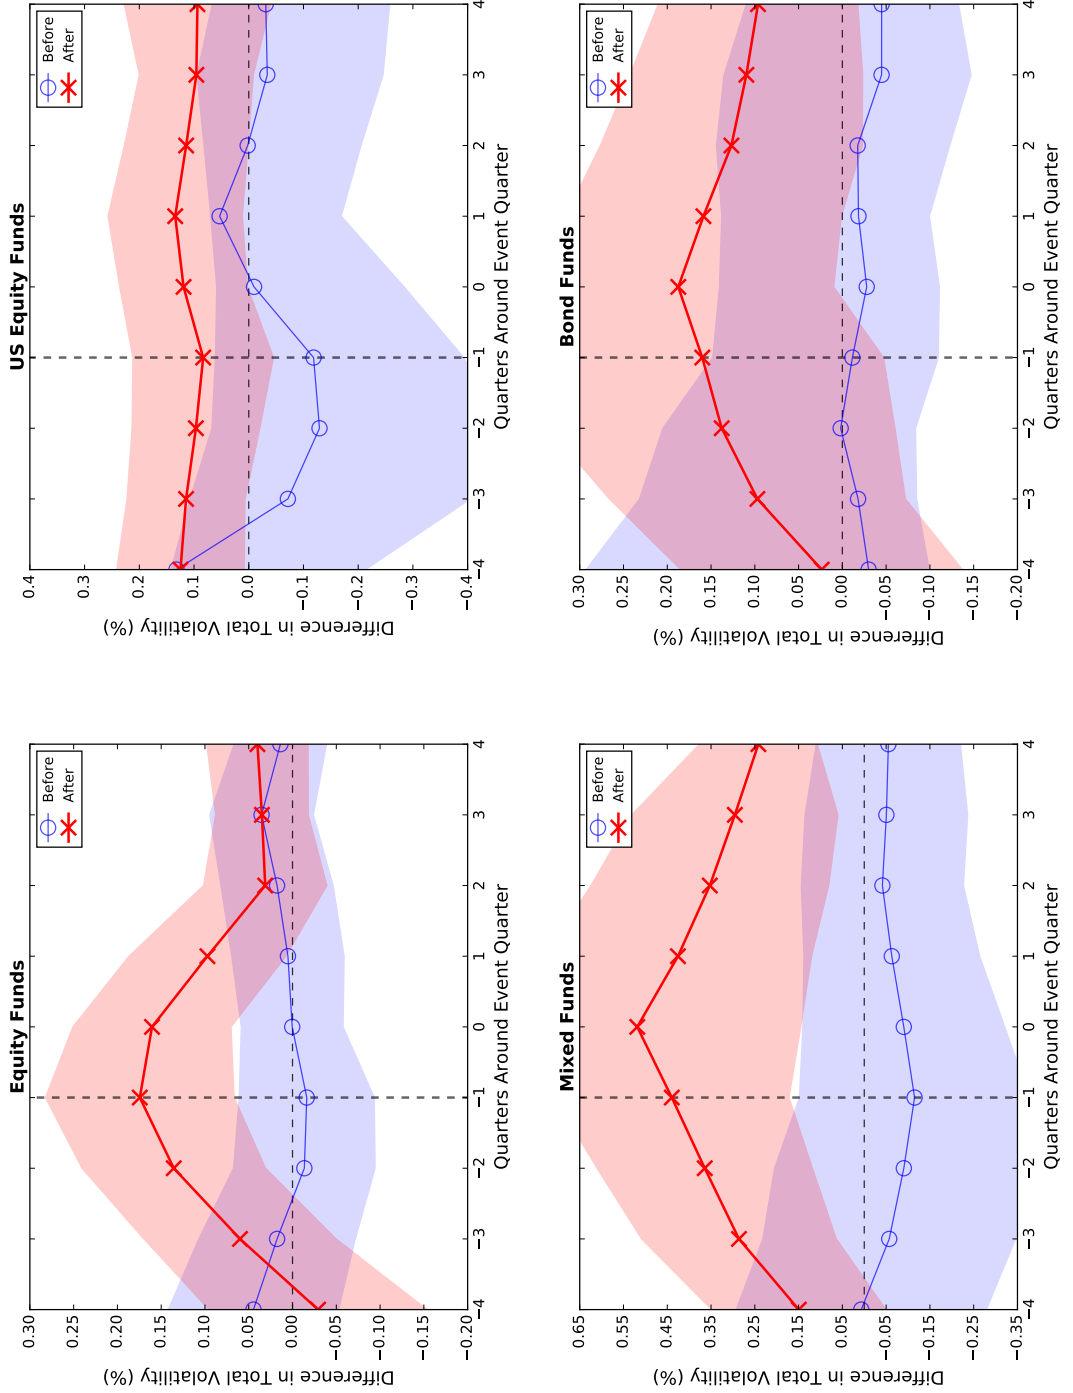 Equity Funds
0.30
0.25
0.20
0.15
0.10
0.05
0.00
−0.05
−0.10
−0.15
−0.20
Difference in Total Volatility (%)
−4 −3 −2 −1 0 1 2 3 4
Quarters Around Event Quarter
Before
After
US Equity Funds
0.4
0.3
0.2
0.1
0.0
−0.1
−0.2
−0.3
−0.4
Difference in Total Volatility (%)
−4 −3 −2 −1 0 1 2 3 4
Quarters Around Event Quarter
Before
After
Mixed Funds
0.65
0.55
0.45
0.35
0.25
0.15
0.05
−0.05
−0.15
−0.25
−0.35
Difference in Total Volatility (%)
−4 −3 −2 −1 0 1 2 3 4
Quarters Around Event Quarter
Before
After
Bond Funds
0.30
0.25
0.20
0.15
0.10
0.05
0.00
−0.05
−0.10
−0.15
−0.20
Difference in Total Volatility (%)
−4 −3 −2 −1 0 1 2 3 4
Quarters Around Event Quarter
Before
After